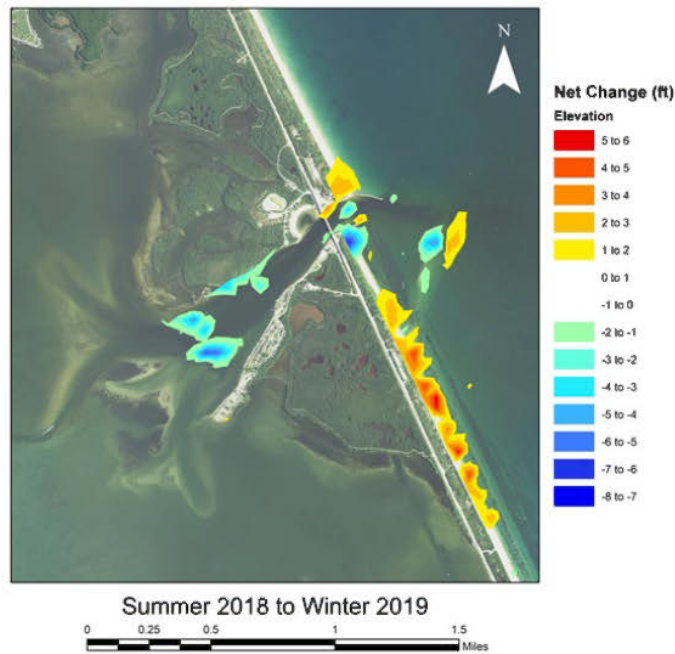 N
Net Change (ft)
Elevation
5 to 6
4 to 5
3 to 4
2 to 3
1 to 2
0 to 1
-1 to 0
-2 to -1
-3 to -2
-4 to -3
-5 to -4
-6 to -5
-7 to -6
-8 to -7
Summer 2018 to Winter 2019
0 0.25 0.5 1 1.5
Miles